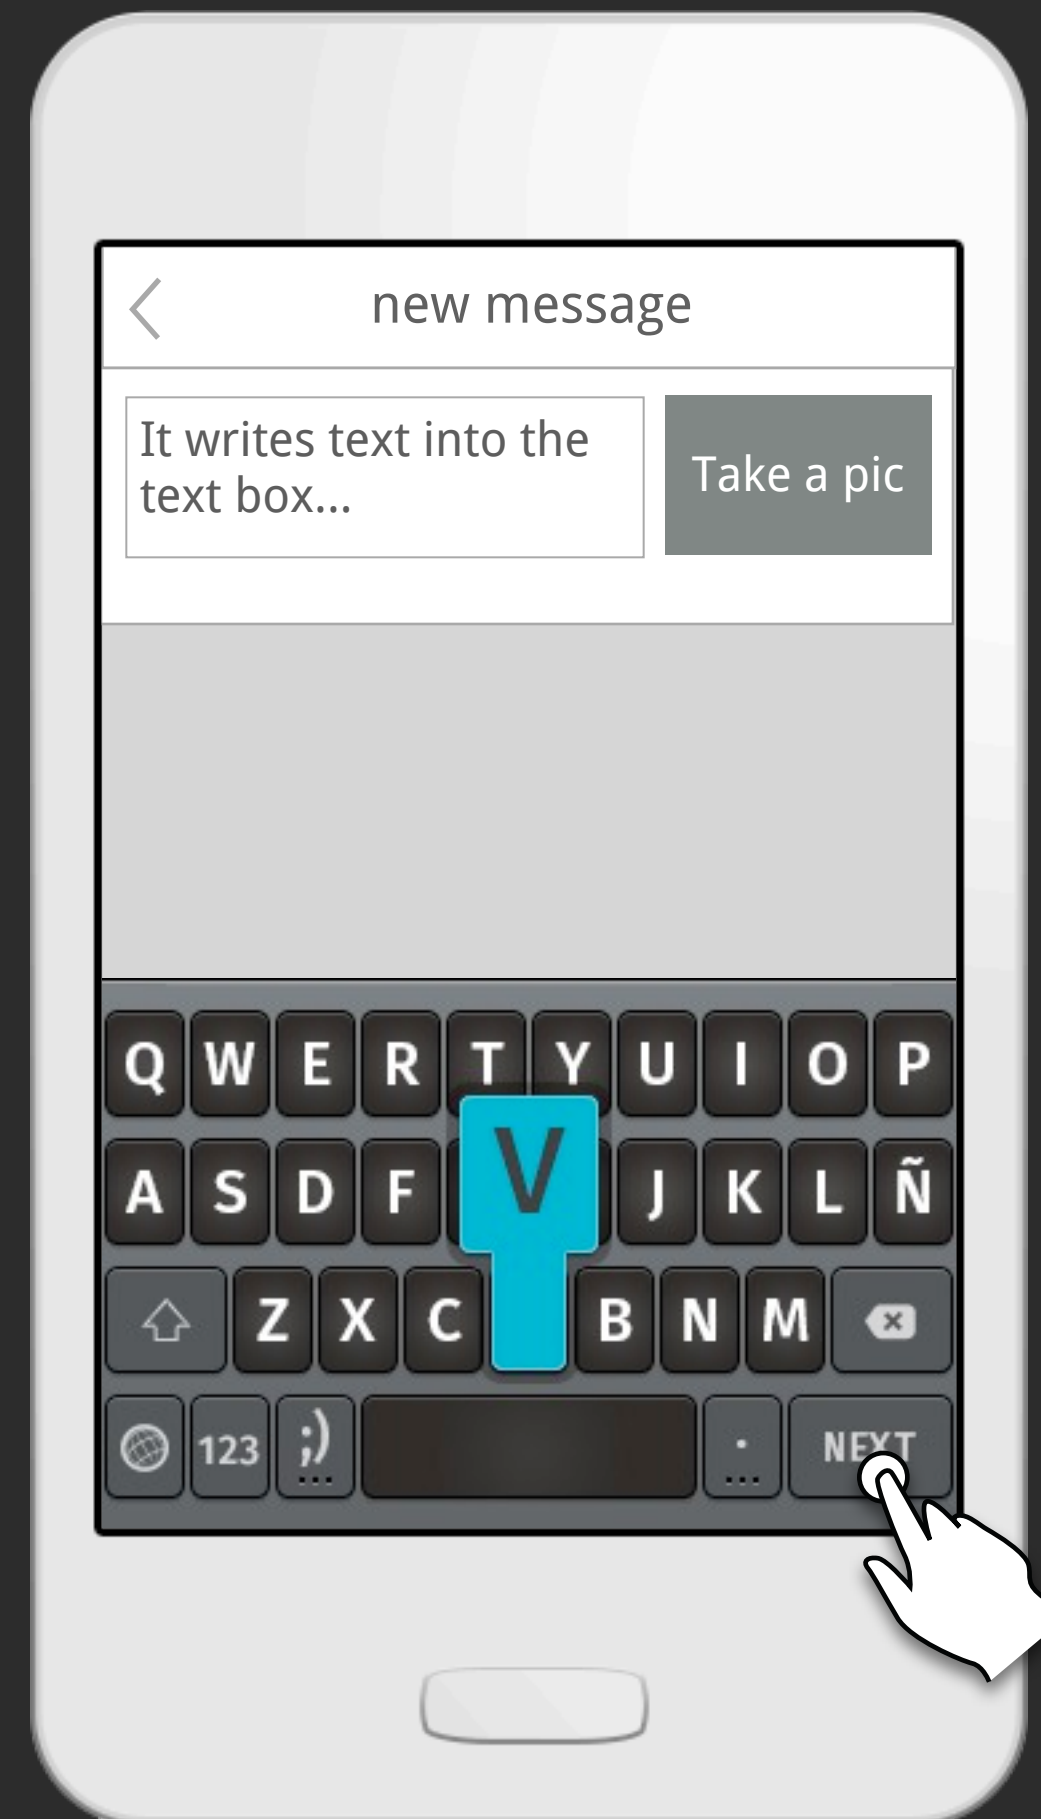 new message
It writes text into the
text box...
Take a pic
Q W E R T Y U I O P
A S D F J K L Ñ
V
Z X C B N M
123 ;) ... . ... NEXT